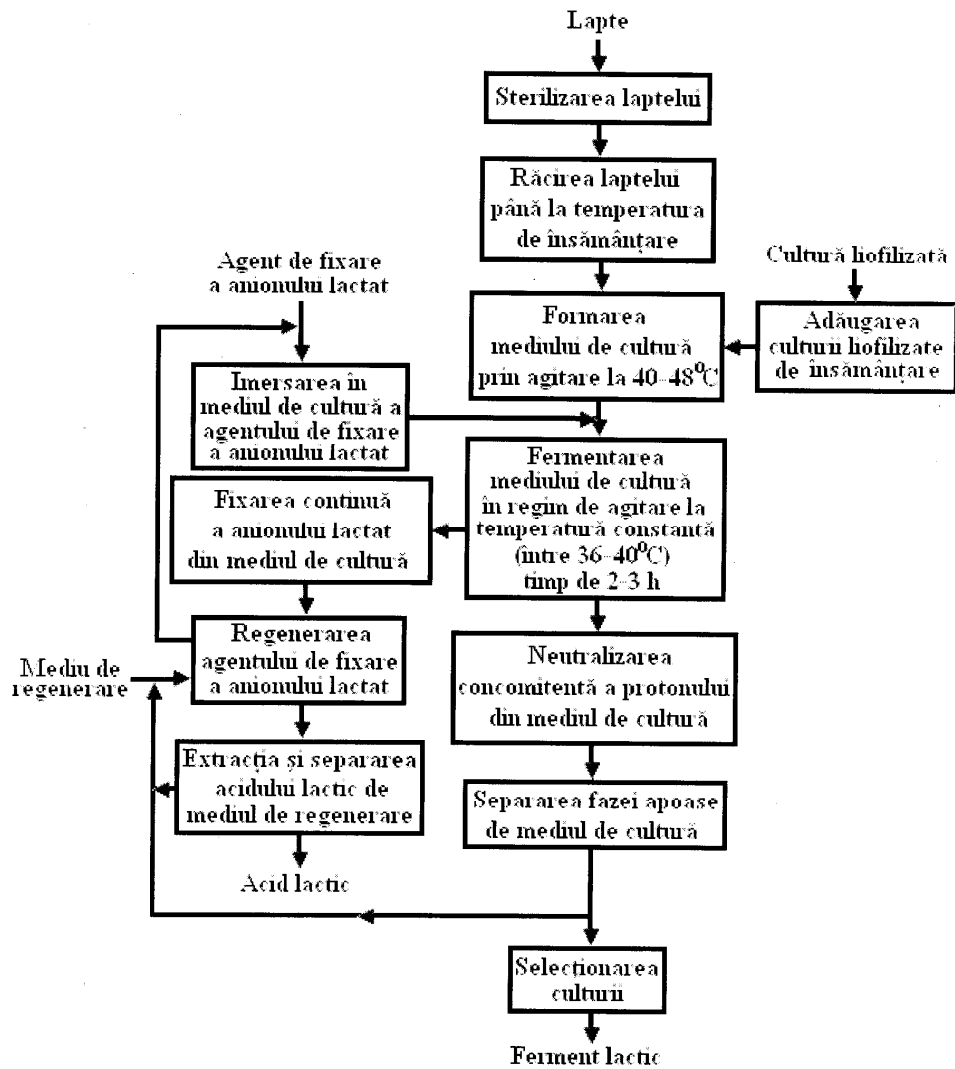 Lapte
Sterilizarea laptelui
Răcirea laptelui
până la temperatura
de însămânțare
Cultură liofilizată
Adăugarea
culturii liofilizate
de însămânțare
Formarea
mediului de cultură
prin agitare la 40-48⁰C
Agent de fixare
a anionului lactat
Imersarea în
mediul de cultură a
agentului de fixare
a anionului lactat
Fermentarea
mediului de cultură
în regim de agitare la
temperatură constantă
(între 36-40⁰C)
timp de 2-3 h
Fixarea continuă
a anionului lactat
din mediul de cultură
Regenerarea
agentului de fixare
a anionului lactat
Mediu de
regenerare
Neutralizarea
concomitentă a protonului
din mediul de cultură
Extracția și separarea
acidului lactic de
mediul de regenerare
Acid lactic
Separarea fazei apoase
de mediul de cultură
Selecționarea
culturii
Ferment lactic